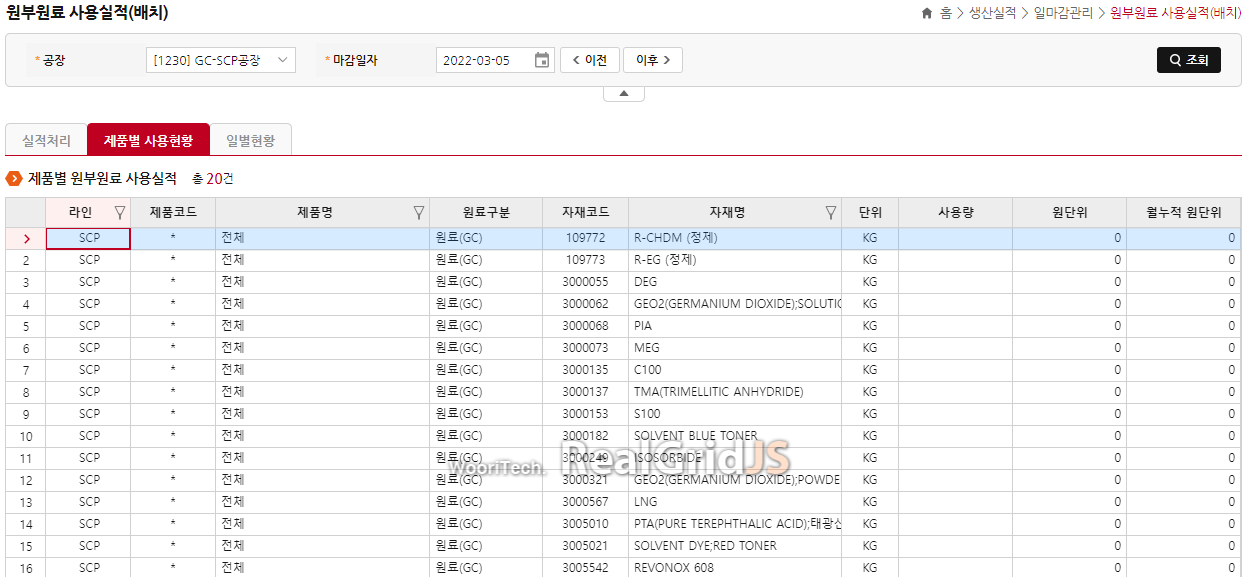 원부원료 사용실적(배치)
홈 > 생산실적 > 일마감관리 > 원부원료 사용실적(배치)
* 공장 [1230] GC-SCP공장 * 마감일자 2022-03-05 < 이전 이후 > 조회
실적처리 제품별 사용현황 일별현황
제품별 원부원료 사용실적 총 20건
라인 제품코드 제품명 원료구분 자재코드 자재명 단위 사용량 원단위 월누적 원단위
SCP * 전체 원료(GC) 109772 R-CHDM (정제) KG 0 0
2 SCP * 전체 원료(GC) 109773 R-EG (정제) KG 0 0
3 SCP * 전체 원료(GC) 3000055 DEG KG 0 0
4 SCP * 전체 원료(GC) 3000062 GEO2(GERMANIUM DIOXIDE);SOLUTIC KG 0 0
5 SCP * 전체 원료(GC) 3000068 PIA KG 0 0
6 SCP * 전체 원료(GC) 3000073 MEG KG 0 0
7 SCP * 전체 원료(GC) 3000135 C100 KG 0 0
8 SCP * 전체 원료(GC) 3000137 TMA(TRIMELLITIC ANHYDRIDE) KG 0 0
9 SCP * 전체 원료(GC) 3000153 S100 KG 0 0
10 SCP * 전체 원료(GC) 3000182 SOLVENT BLUE TONER KG 0 0
11 SCP * 전체 원료(GC) 3000249 ISOSORBIDE KG 0 0
WooriTech. RealGridJS
12 SCP * 전체 원료(GC) 3000321 GEO2(GERMANIUM DIOXIDE);POWDE KG 0 0
13 SCP * 전체 원료(GC) 3000567 LNG KG 0 0
14 SCP * 전체 원료(GC) 3005010 PTA(PURE TEREPHTHALIC ACID);태광산 KG 0 0
15 SCP * 전체 원료(GC) 3005021 SOLVENT DYE;RED TONER KG 0 0
16 SCP * 전체 원료(GC) 3005542 REVONOX 608 KG 0 0